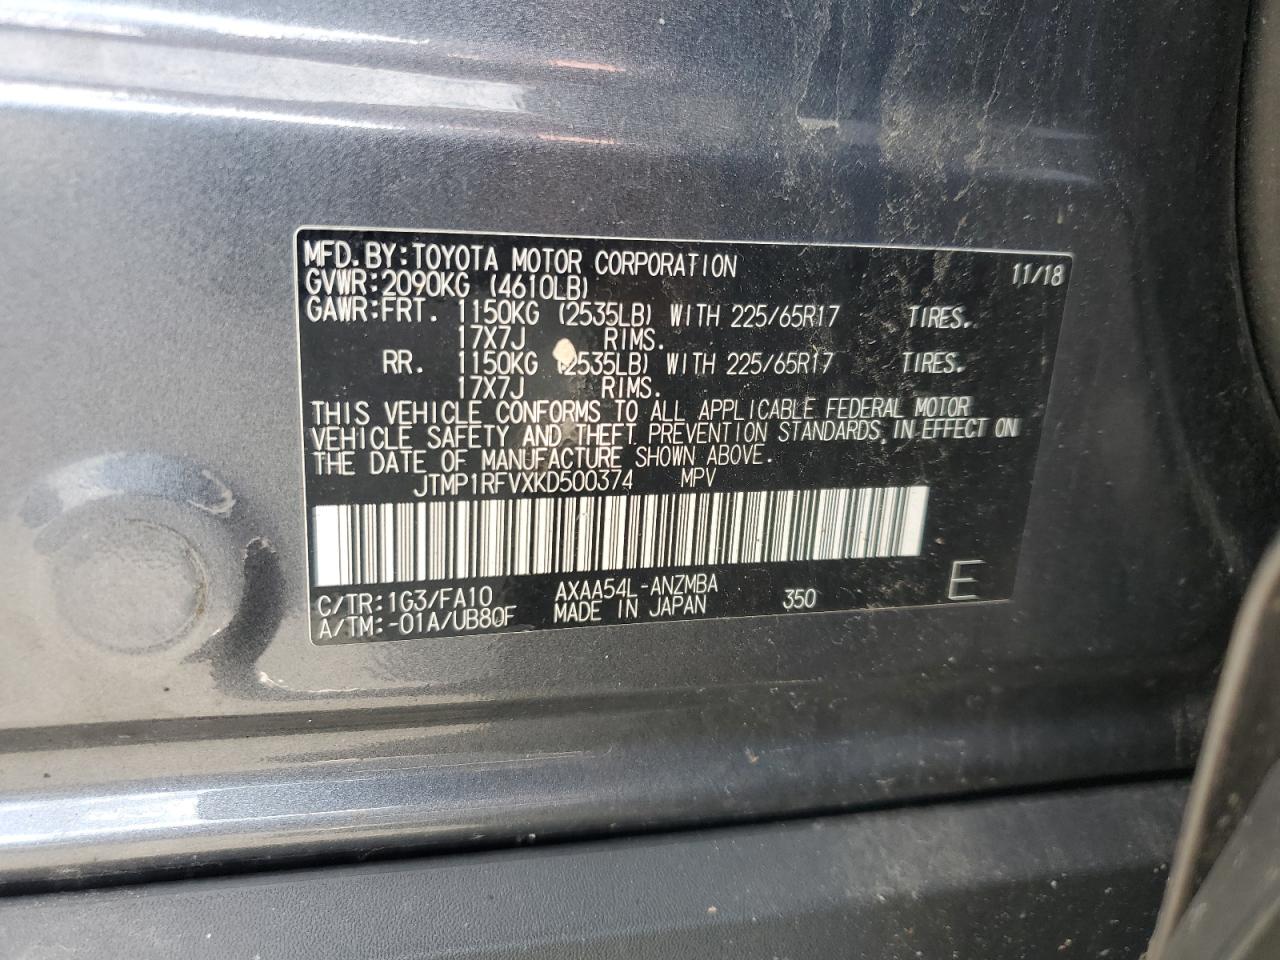 MFD.BY:TOYOTA MOTOR CORPORATION 11/18
GVWR:2090KG (4610LB)
GAWR:FRT. 1150KG (2535LB) WITH 225/65R17 TIRES.
17X7J RIMS.
RR. 1150KG (2535LB) WITH 225/65R17 TIRES.
17X7J RIMS.
THIS VEHICLE CONFORMS TO ALL APPLICABLE FEDERAL MOTOR
VEHICLE SAFETY AND THEFT PREVENTION STANDARDS IN EFFECT ON
THE DATE OF MANUFACTURE SHOWN ABOVE.
JTMP1RFVXKD500374 MPV
C/TR:1G3/FA10 AXAA54L-ANZMBA
A/TM:-01A/UB80F MADE IN JAPAN 350 E